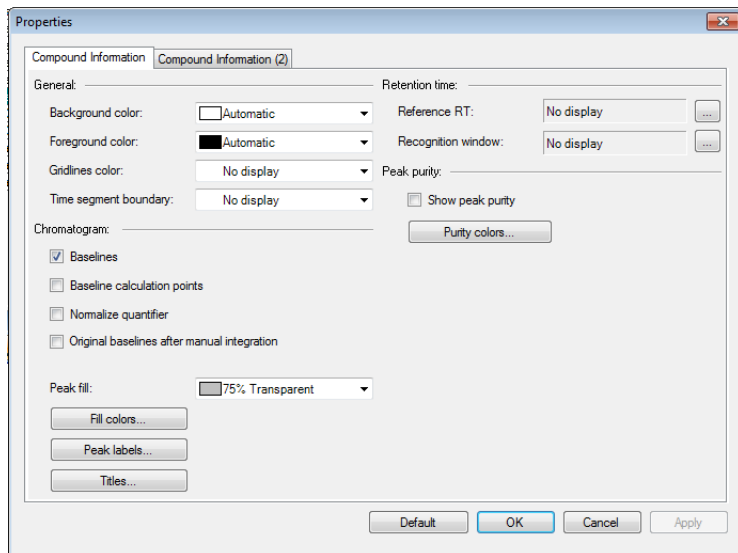 Properties
Compound Information
Compound Information (2)
General:
Background color:
Automatic
Foreground color:
Automatic
Gridlines color:
No display
Time segment boundary:
No display
Chromatogram:
Baselines
Baseline calculation points
Normalize quantifier
Original baselines after manual integration
Peak fill:
75% Transparent
Fill colors...
Peak labels...
Titles...
Retention time:
Reference RT:
No display
...
Recognition window:
No display
...
Peak purity:
Show peak purity
Purity colors...
Default
OK
Cancel
Apply